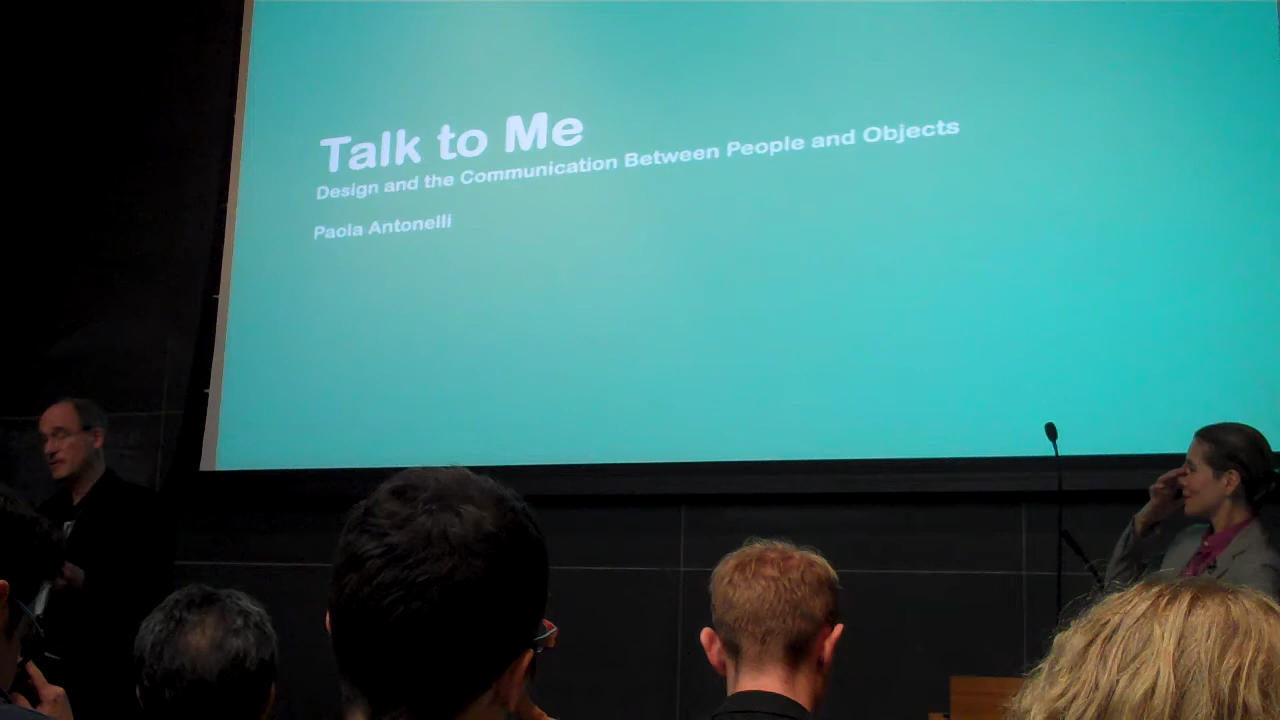 Talk to Me
Design and the Communication Between People and Objects
Paola Antonelli